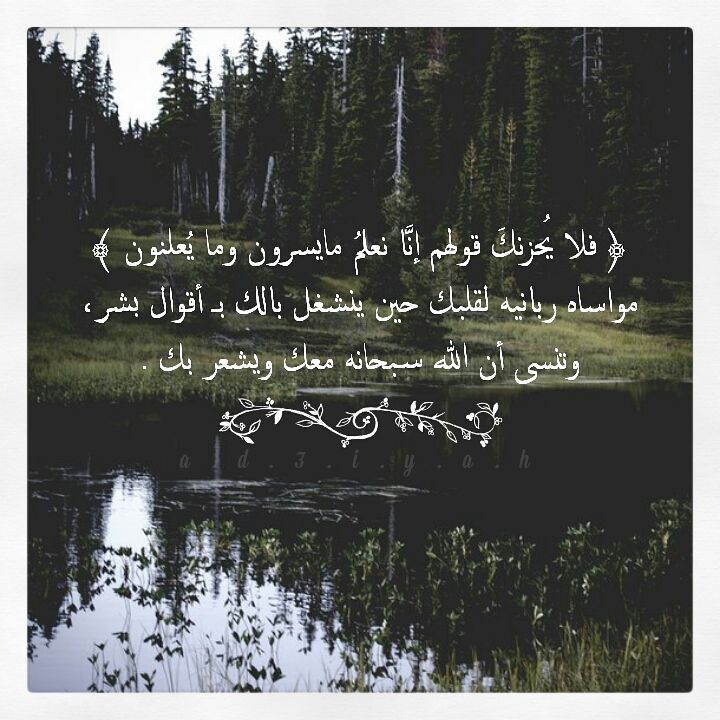 ﴿ فلا يُحزنكَ قولهم إنَّا نعلمُ مايسرون وما يُعلنون ﴾
مواساه ربانيه لقلبك حين ينشغل بالك بـ أقوال بشر،
وتنسى أن الله سبحانه معك ويشعر بك .
a d . 3 . i . y . a . h